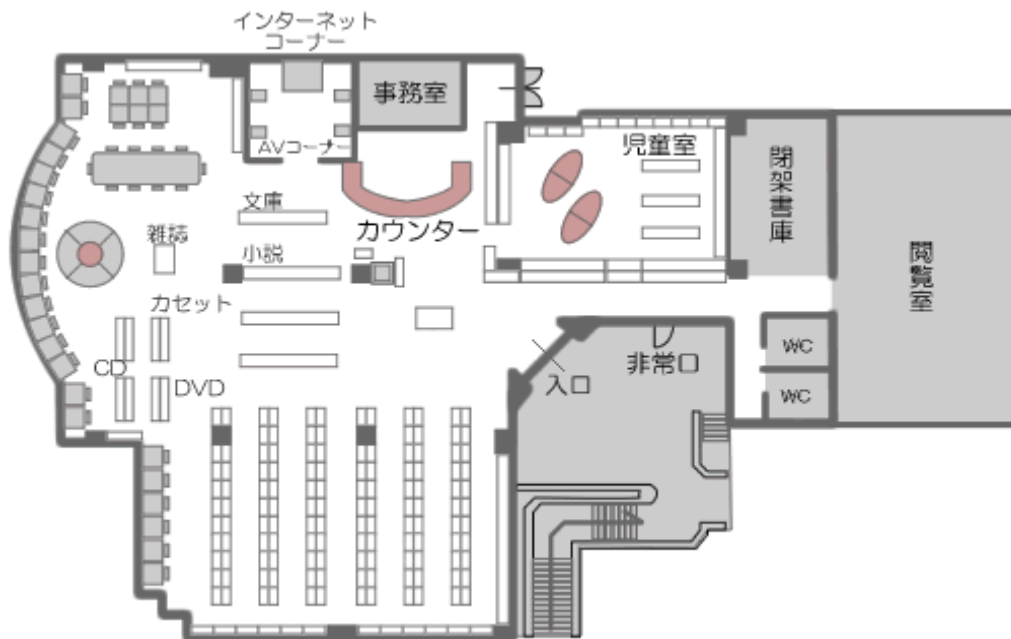 インターネット
コーナー
事務室
AVコーナー
児童室
閉架書庫
閲覧室
文庫
カウンター
雑誌
小説
カセット
CD
DVD
入口
非常口
WC
WC